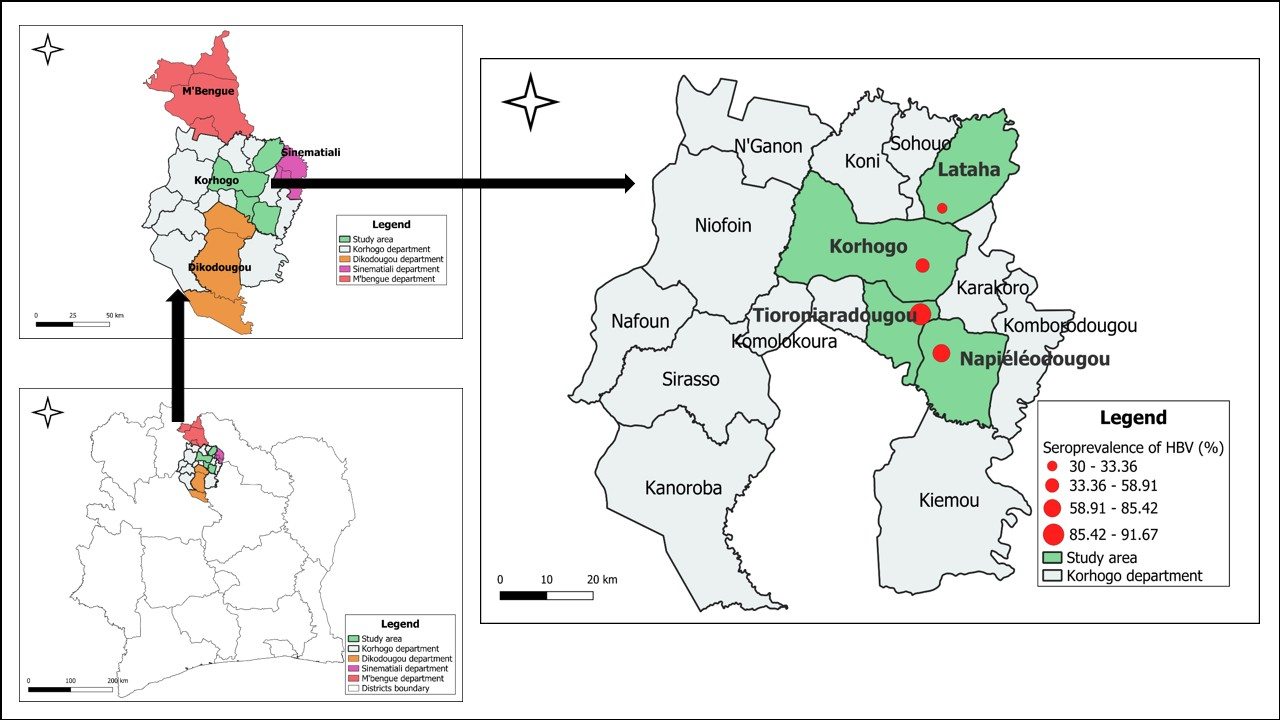 M'Bengue
Sinematiali
Korhogo
Dikodougou
Legend
Study area
Korhogo department
Dikodougou department
Sinematiali department
M'bengue department
0 25 50 km
Legend
Study area
Korhogo department
Dikodougou department
Sinematiali department
M'bengue department
Districts boundary
0 100 200 km
N'Ganon
Koni
Sohouo
Lataha
Niofoin
Korhogo
Karakoro
Nafoun
Tioroniaradougou
Komborodougou
Komolokoura
Napiéléodougou
Sirasso
Kanoroba
Kiemou
Legend
Seroprevalence of HBV (%)
30 - 33.36
33.36 - 58.91
58.91 - 85.42
85.42 - 91.67
Study area
Korhogo department
0 10 20 km